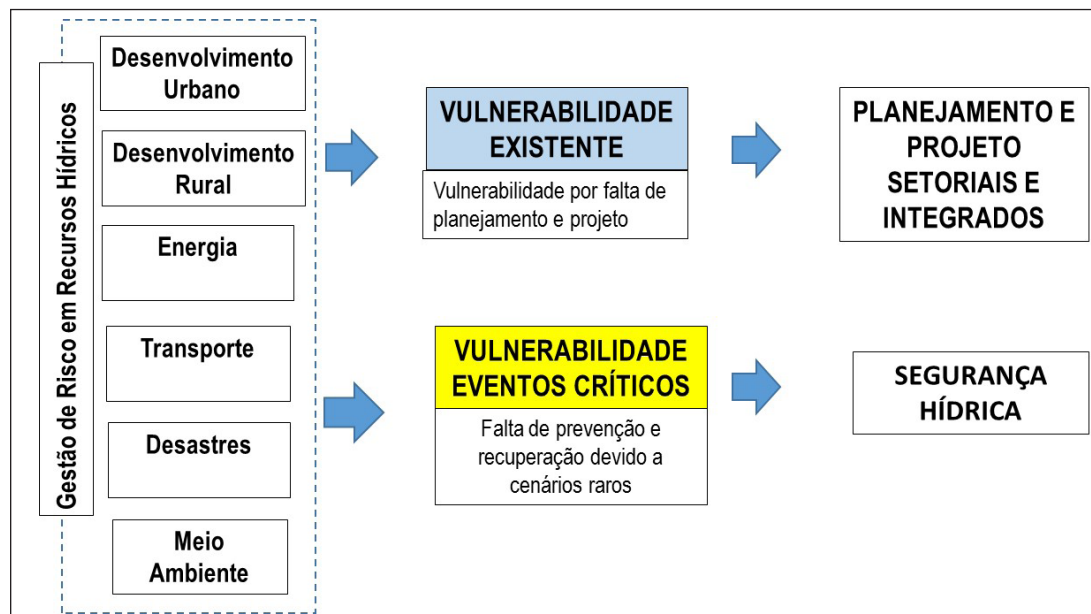 Gestão de Risco em Recursos Hídricos
Desenvolvimento
Urbano
Desenvolvimento
Rural
Energia
Transporte
Desastres
Meio
Ambiente
VULNERABILIDADE
EXISTENTE
Vulnerabilidade por falta de
planejamento e projeto
VULNERABILIDADE
EVENTOS CRÍTICOS
Falta de prevenção e
recuperação devido a
cenários raros
PLANEJAMENTO E
PROJETO
SETORIAIS E
INTEGRADOS
SEGURANÇA
HÍDRICA